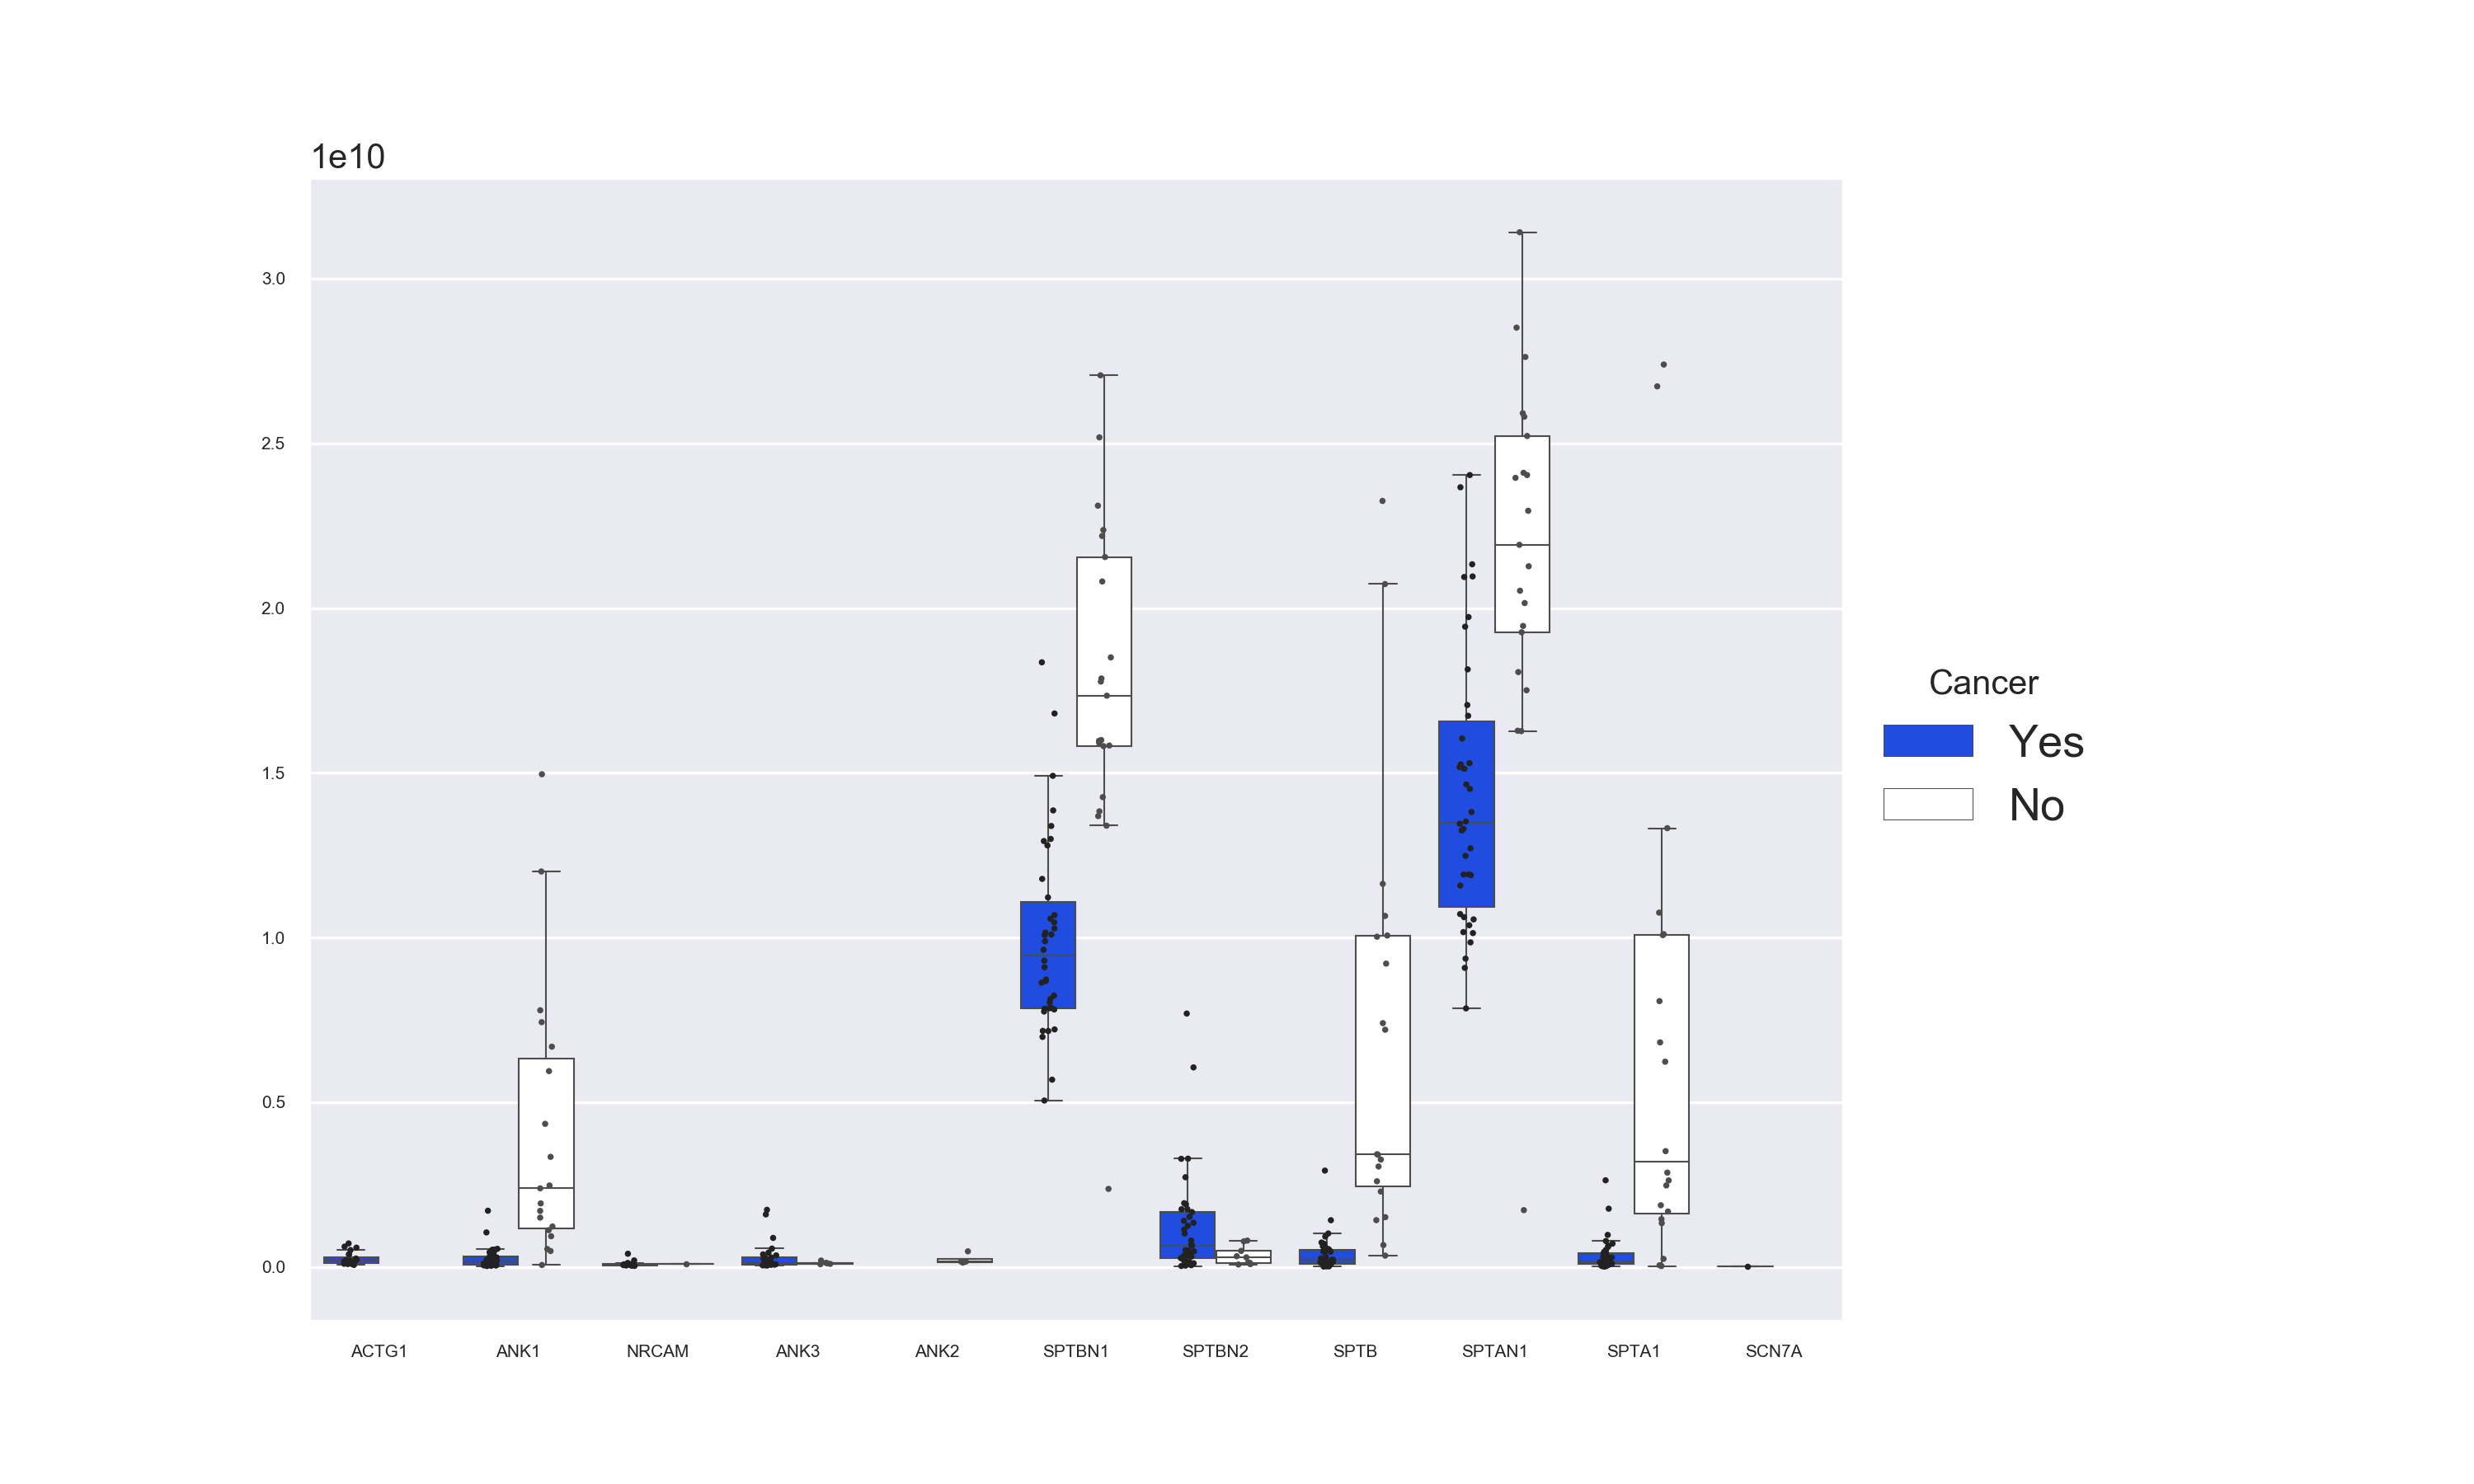 1e10
3.0
2.5
2.0
1.5
1.0
0.5
0.0
ACTG1 ANK1 NRCAM ANK3 ANK2 SPTBN1 SPTBN2 SPTB SPTAN1 SPTA1 SCN7A
Cancer
Yes
No